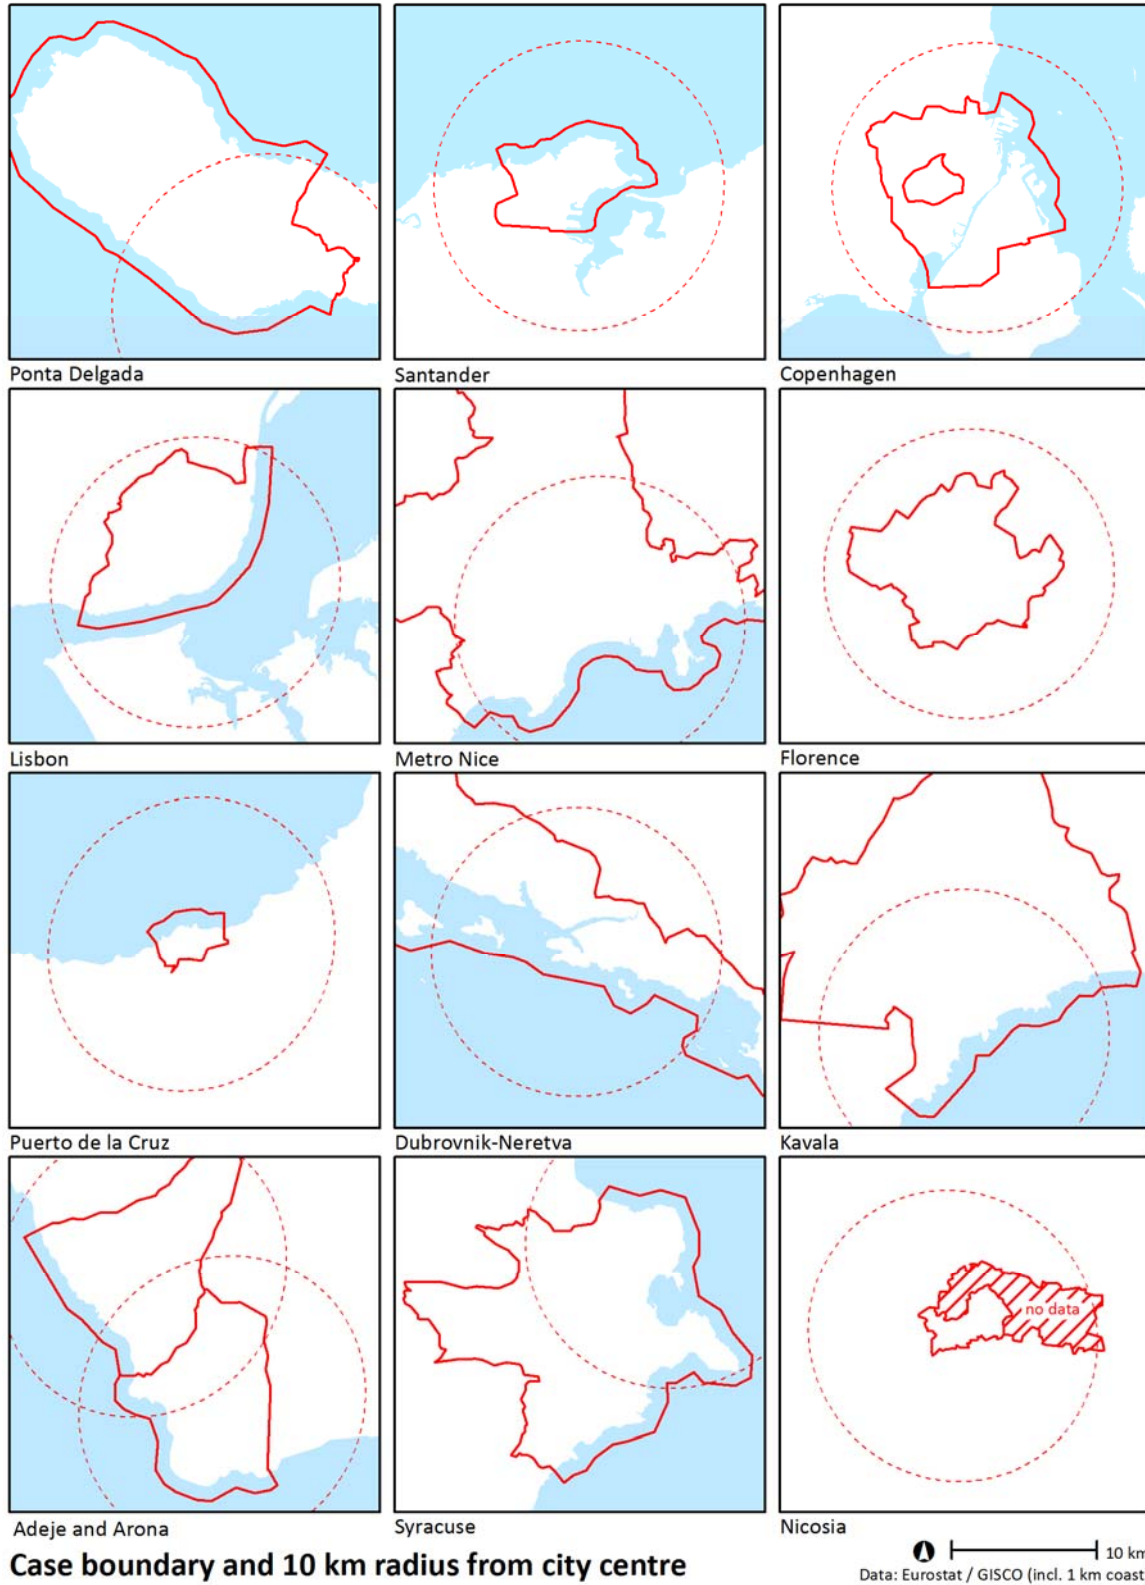 Ponta Delgada
Santander
Copenhagen
Lisbon
Metro Nice
Florence
Puerto de la Cruz
Dubrovnik-Neretva
Kavala
no data
Adeje and Arona
Syracuse
Nicosia
Case boundary and 10 km radius from city centre
10 km
Data: Eurostat / GISCO (incl. 1 km coast